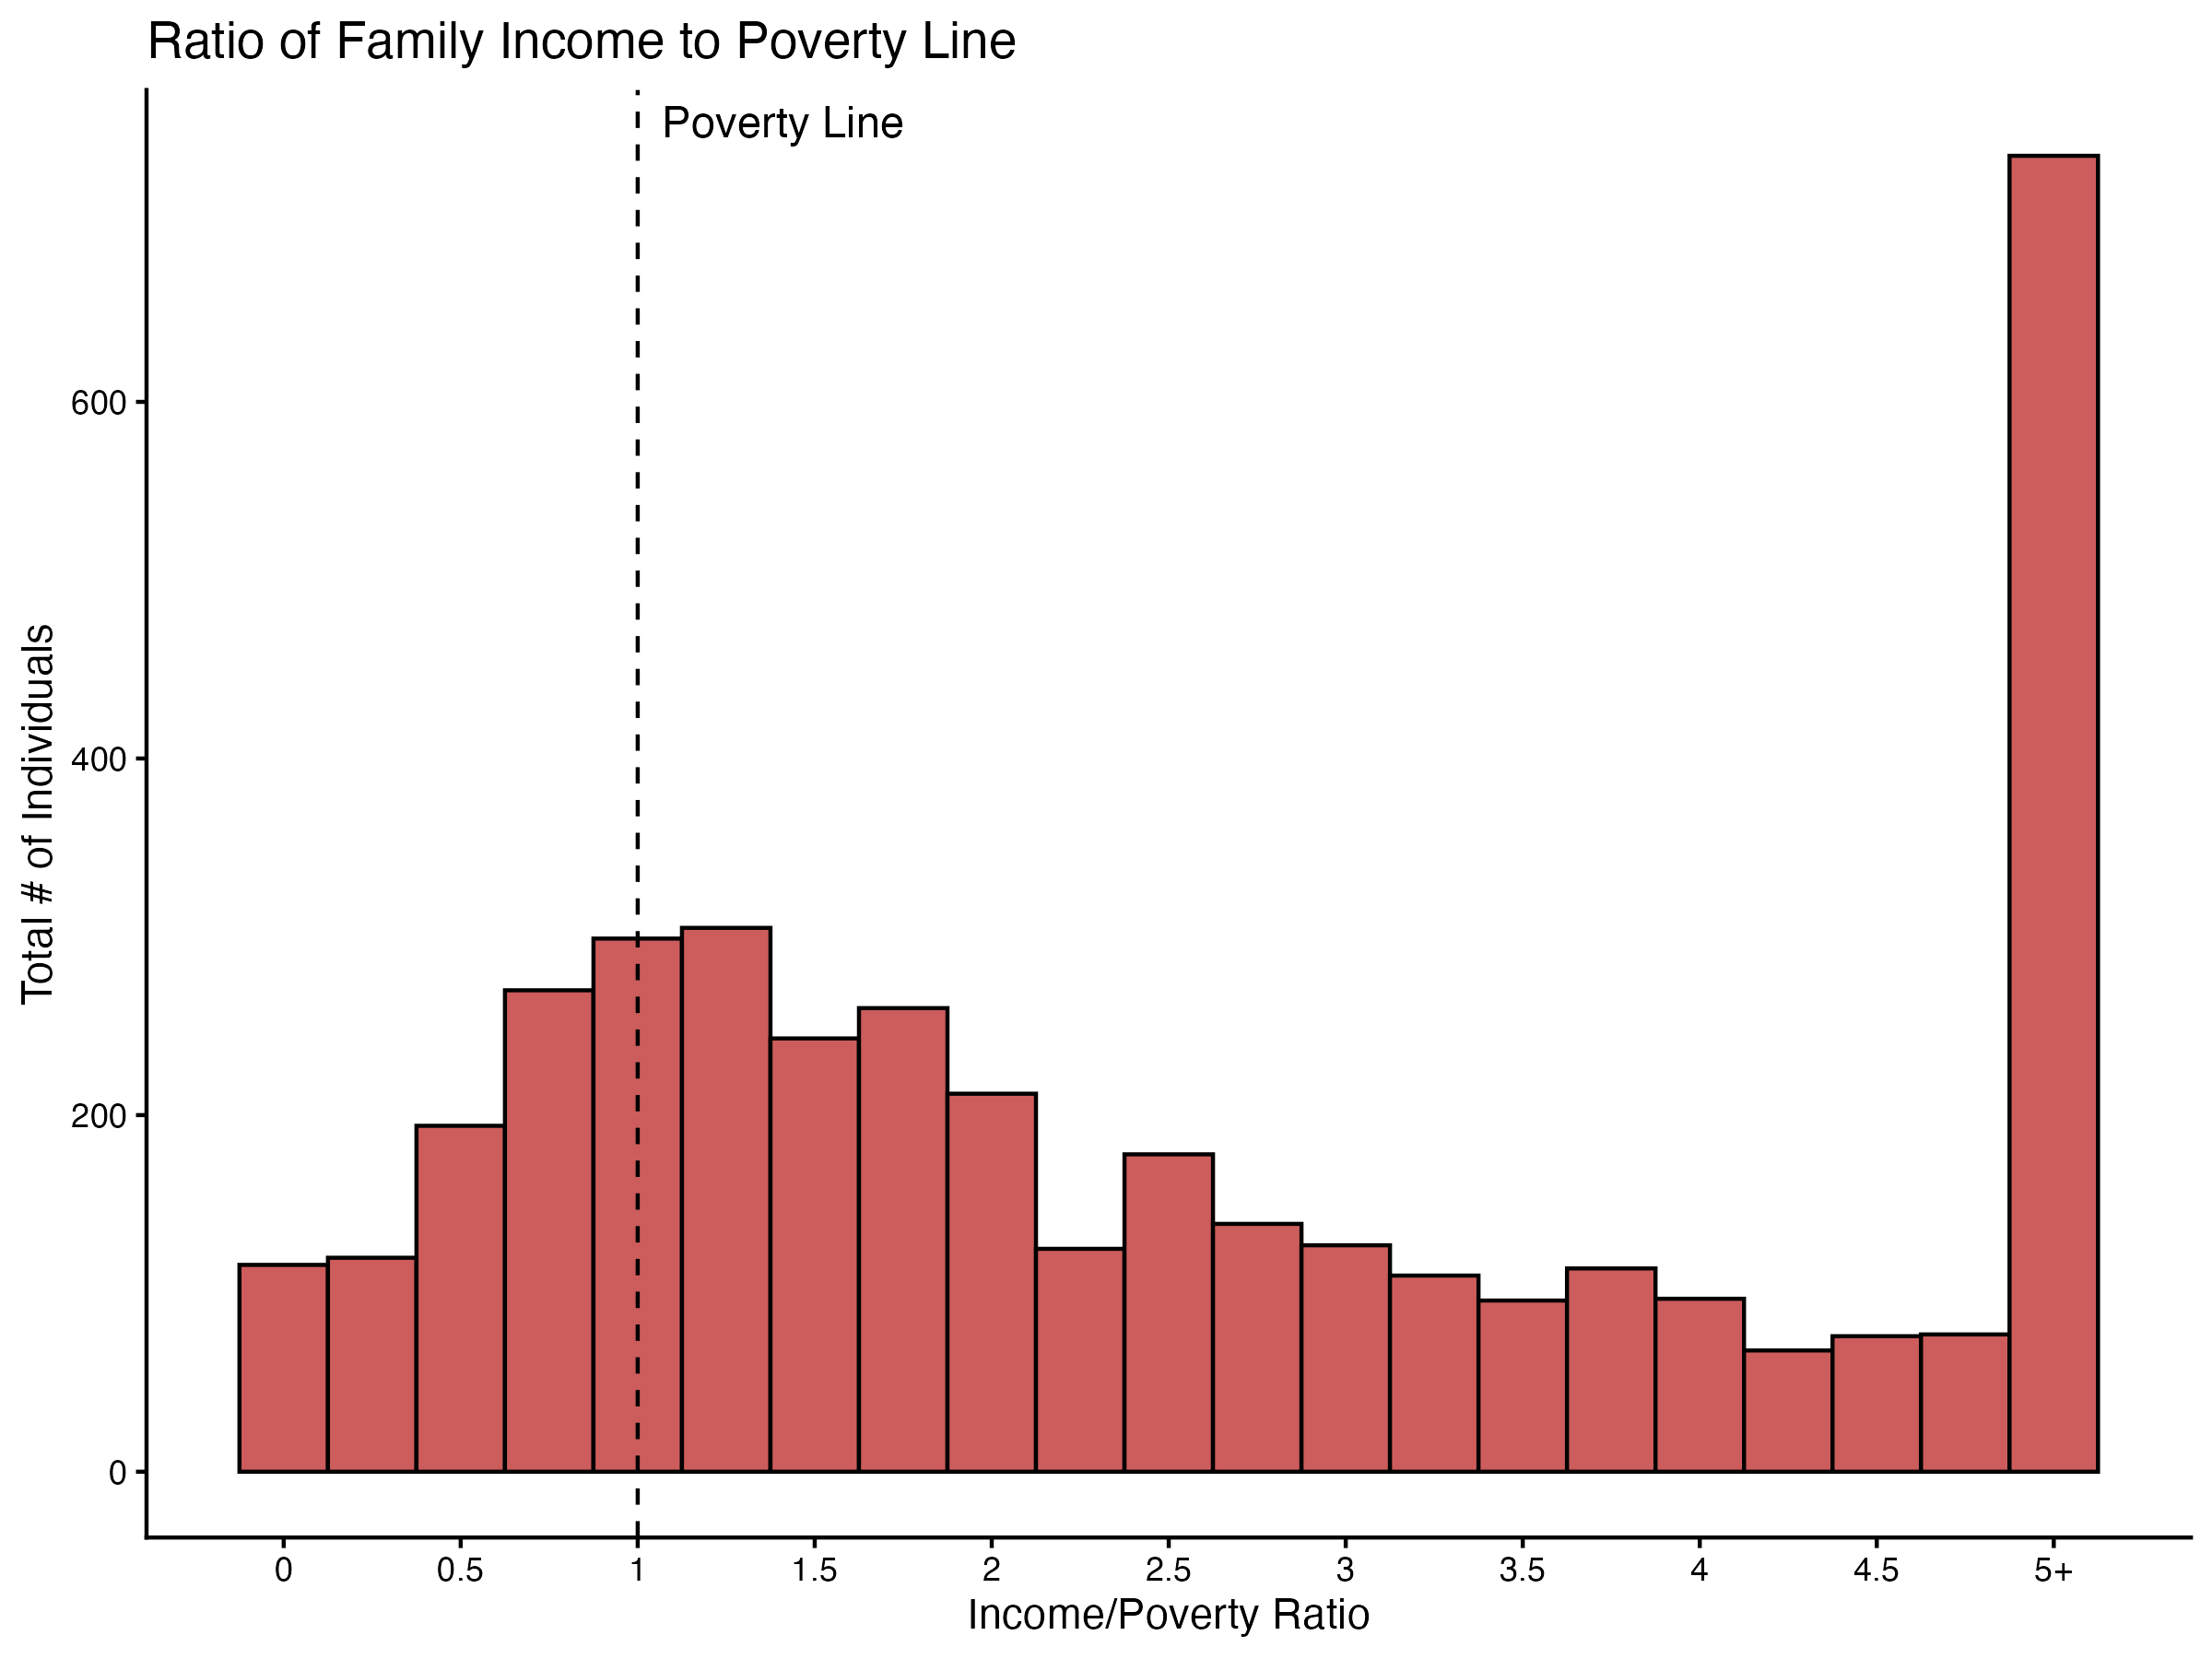 Ratio of Family Income to Poverty Line
Poverty Line
Total # of Individuals
600
400
200
0
0 0.5 1 1.5 2 2.5 3 3.5 4 4.5 5+
Income/Poverty Ratio